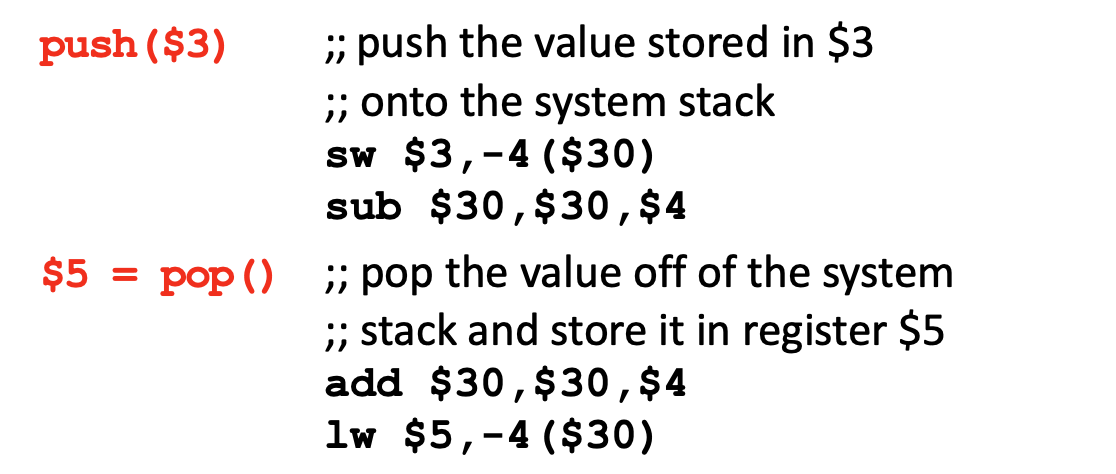 push($3) ;; push the value stored in $3
;; onto the system stack
sw $3,-4($30)
sub $30,$30,$4
$5 = pop() ;; pop the value off of the system
;; stack and store it in register $5
add $30,$30,$4
lw $5,-4($30)